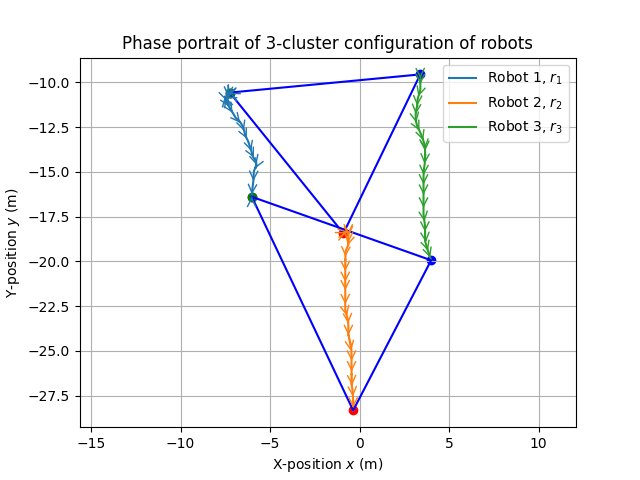 Phase portrait of 3-cluster configuration of robots
Robot 1, r₁
Robot 2, r₂
Robot 3, r₃
Y-position y (m)
−10.0
−12.5
−15.0
−17.5
−20.0
−22.5
−25.0
−27.5
−15 −10 −5 0 5 10
X-position x (m)